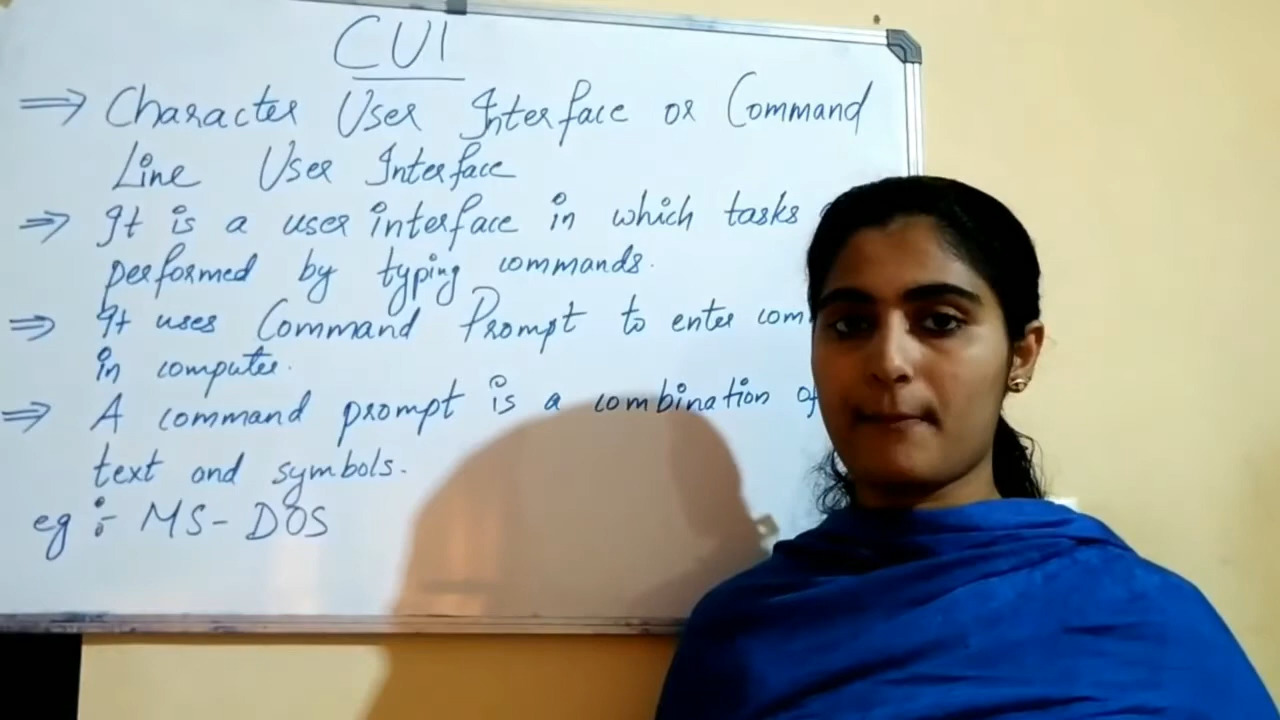 CUI
⇒ Character User Interface or Command
Line User Interface
⇒ It is a user interface in which tasks
performed by typing commands.
⇒ It uses Command Prompt to enter com
in computer.
⇒ A command prompt is a combination of
text and symbols.
eg :- MS-DOS